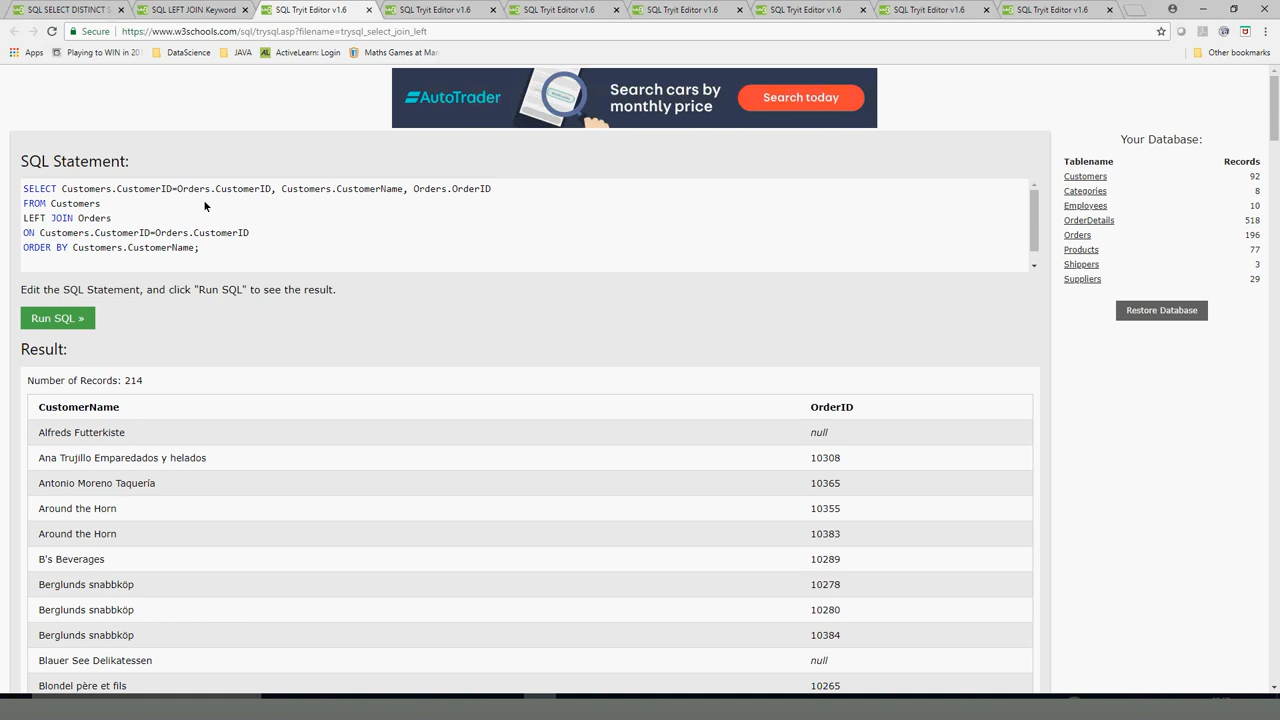 SQL SELECT DISTINCT S
SQL LEFT JOIN Keyword
SQL Tryit Editor v1.6
SQL Tryit Editor v1.6
SQL Tryit Editor v1.6
SQL Tryit Editor v1.6
SQL Tryit Editor v1.6
SQL Tryit Editor v1.6
SQL Tryit Editor v1.6
Secure
https://www.w3schools.com/sql/trysql.asp?filename=trysql_select_join_left
Apps
Playing to WIN in 20
DataScience
JAVA
ActiveLearn: Login
Maths Games at Man
Other bookmarks
AutoTrader
Search cars by
monthly price
Search today
SQL Statement:
SELECT Customers.CustomerID=Orders.CustomerID, Customers.CustomerName, Orders.OrderID
FROM Customers
LEFT JOIN Orders
ON Customers.CustomerID=Orders.CustomerID
ORDER BY Customers.CustomerName;
Edit the SQL Statement, and click "Run SQL" to see the result.
Run SQL »
Result:
Number of Records: 214
CustomerName OrderID
Alfreds Futterkiste null
Ana Trujillo Emparedados y helados 10308
Antonio Moreno Taquería 10365
Around the Horn 10355
Around the Horn 10383
B's Beverages 10289
Berglunds snabbköp 10278
Berglunds snabbköp 10280
Berglunds snabbköp 10384
Blauer See Delikatessen null
Blondel père et fils 10265
Your Database:
Tablename Records
Customers 92
Categories 8
Employees 10
OrderDetails 518
Orders 196
Products 77
Shippers 3
Suppliers 29
Restore Database